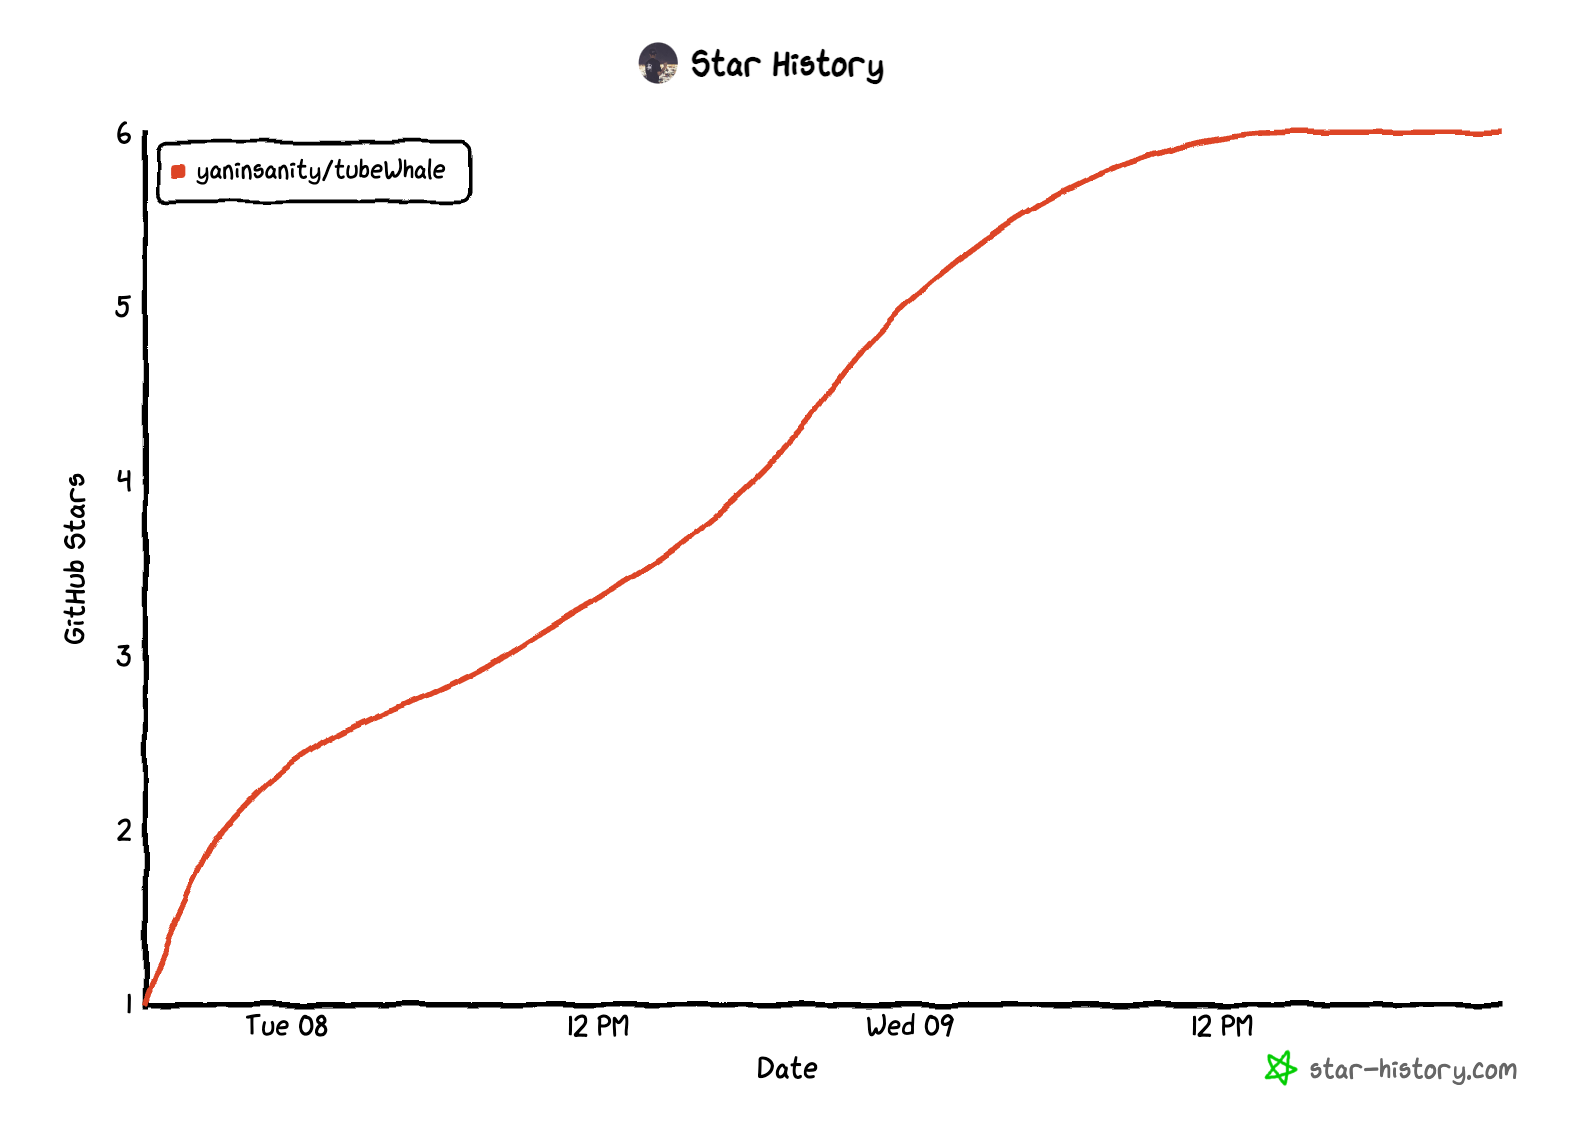 Star History
yaninsanity/tubeWhale
6
5
4
3
2
1
GitHub Stars
Tue 08
12 PM
Wed 09
12 PM
Date
star-history.com